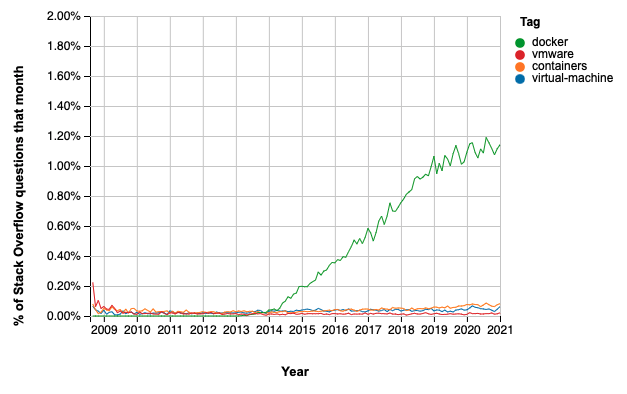 % of Stack Overflow questions that month
2.00%
1.80%
1.60%
1.40%
1.20%
1.00%
0.80%
0.60%
0.40%
0.20%
0.00%
2009 2010 2011 2012 2013 2014 2015 2016 2017 2018 2019 2020 2021
Year
Tag
docker
vmware
containers
virtual-machine